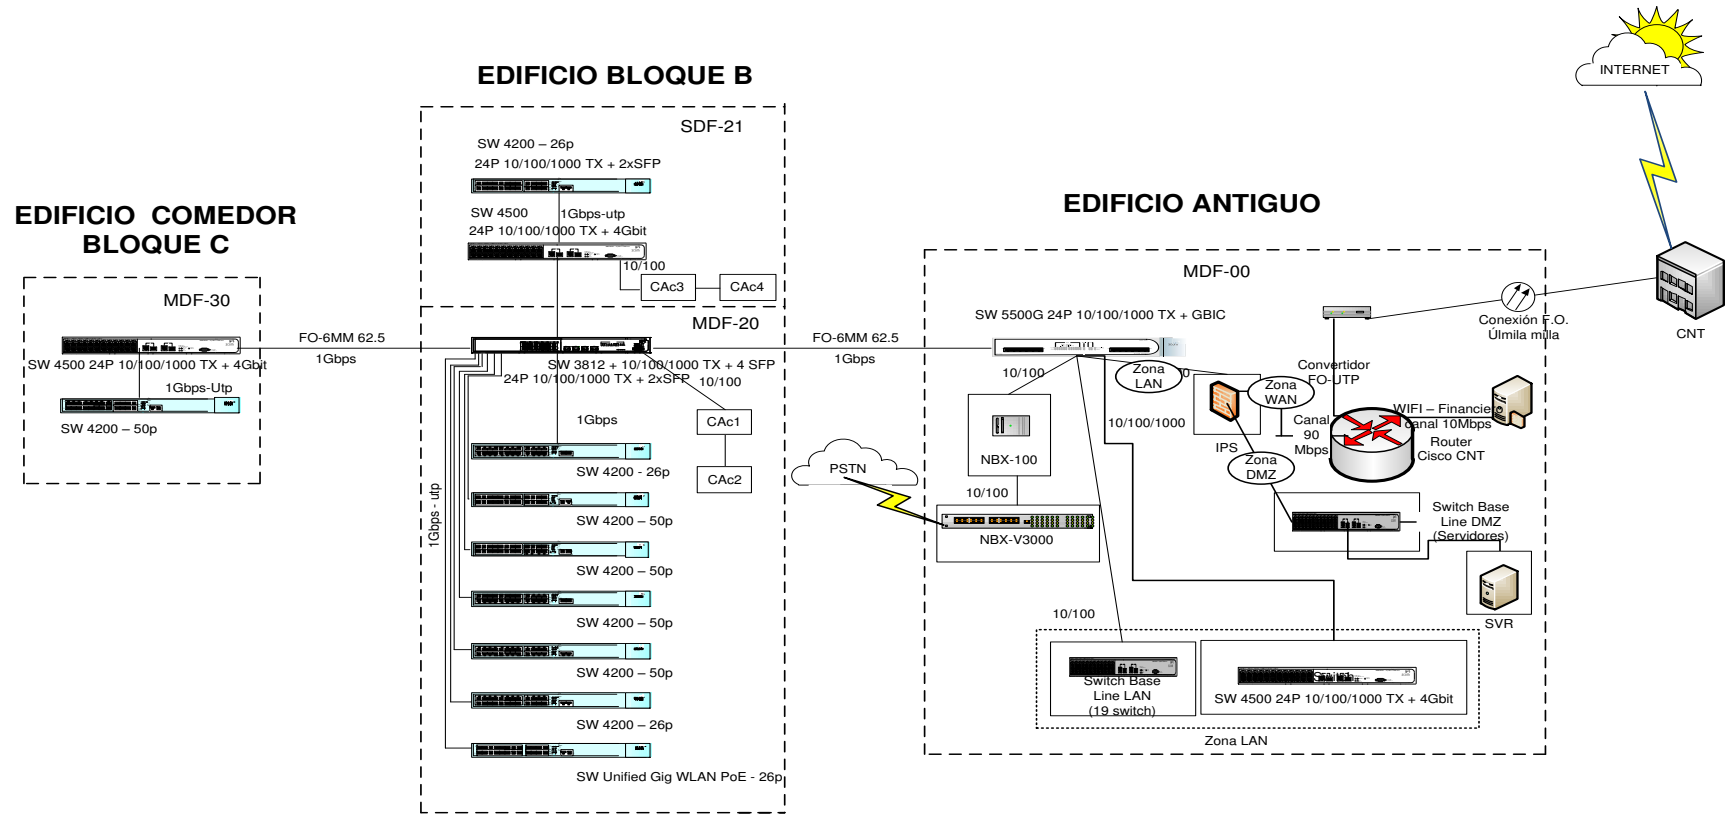 INTERNET
EDIFICIO BLOQUE B
SDF-21
SW 4200 – 26p
24P 10/100/1000 TX + 2xSFP
SW 4500
1Gbps-utp
24P 10/100/1000 TX + 4Gbit
10/100
CAc3
CAc4
EDIFICIO COMEDOR
BLOQUE C
MDF-30
SW 4500 24P 10/100/1000 TX + 4Gbit
1Gbps-Utp
SW 4200 – 50p
FO-6MM 62.5
1Gbps
MDF-20
SW 3812 + 10/100/1000 TX + 4 SFP
24P 10/100/1000 TX + 2xSFP
10/100
CAc1
CAc2
1Gbps
1Gbps - utp
SW 4200 - 26p
SW 4200 – 50p
SW 4200 – 50p
SW 4200 – 50p
SW 4200 – 50p
SW 4200 – 26p
SW Unified Gig WLAN PoE - 26p
FO-6MM 62.5
1Gbps
EDIFICIO ANTIGUO
MDF-00
SW 5500G 24P 10/100/1000 TX + GBIC
10/100
Zona
LAN
Zona
WAN
IPS
Zona
DMZ
Canal
90
Mbps
Convertidor
FO-UTP
Conexión F.O.
Úlmila milla
CNT
WIFI – Financiero
canal 10Mbps
Router
Cisco CNT
10/100/1000
NBX-100
10/100
NBX-V3000
PSTN
Switch Base
Line DMZ
(Servidores)
SVR
10/100
Switch Base
Line LAN
(19 switch)
SW 4500 24P 10/100/1000 TX + 4Gbit
Zona LAN